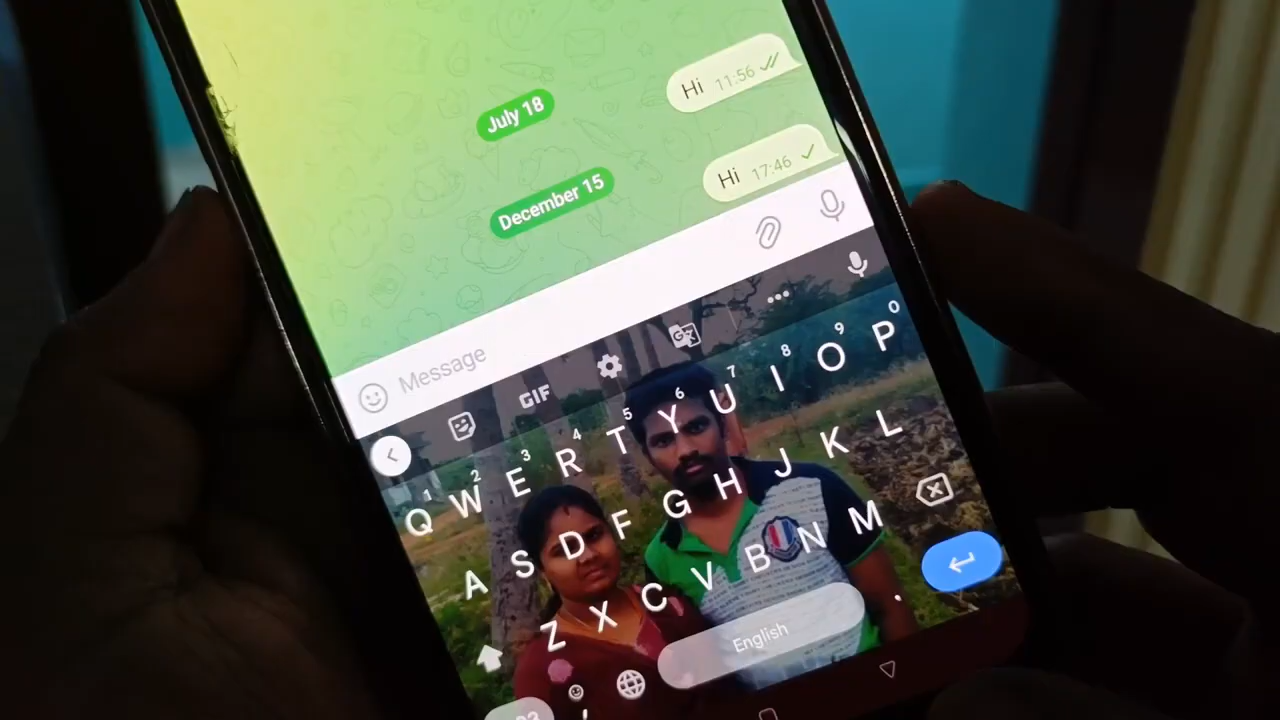 Hi 11:56
July 18
Hi 17:46
December 15
Message
GIF
1 2 3 4 5 6 7 8 9 0
Q W E R T Y U I O P
A S D F G H J K L
Z X C V B N M
, English .